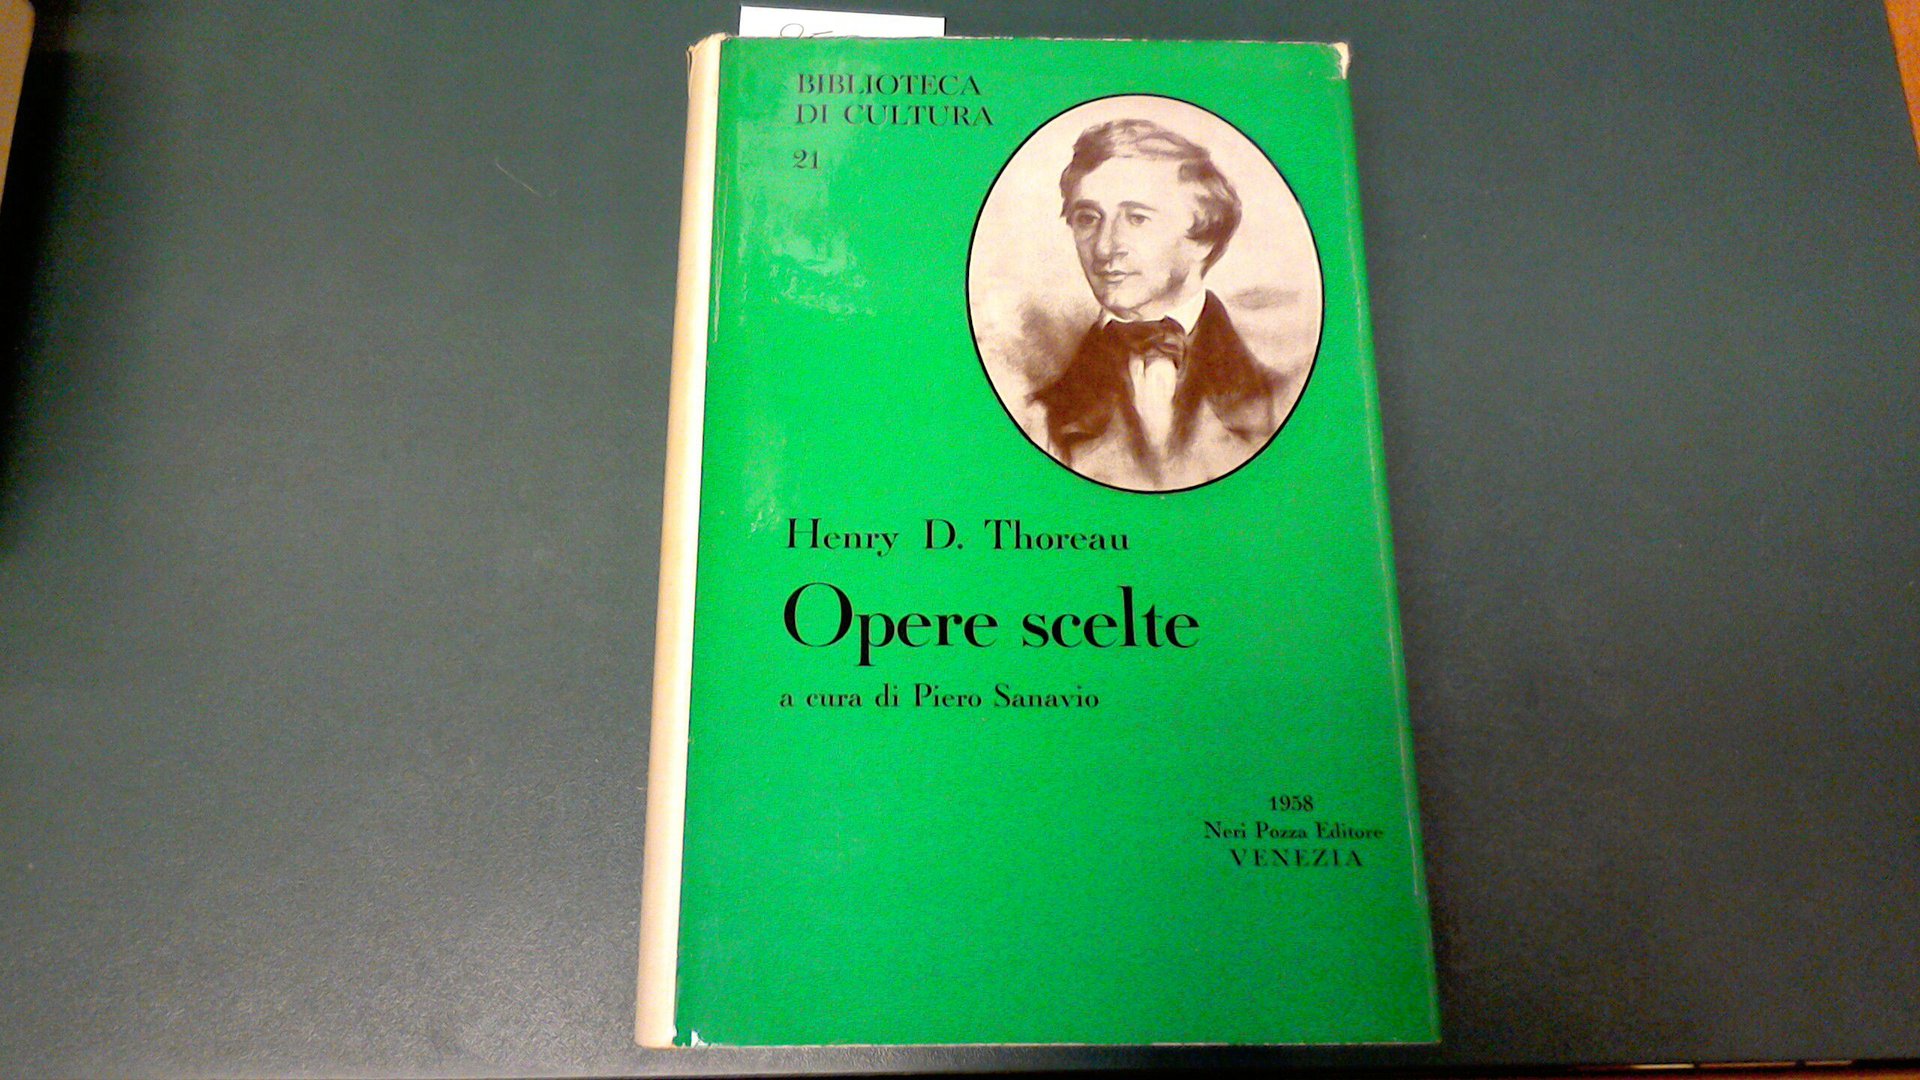 BIBLIOTECA
DI CULTURA
21
Henry D. Thoreau
Opere scelte
a cura di Piero Sanavio
1958
Neri Pozza Editore
VENEZIA